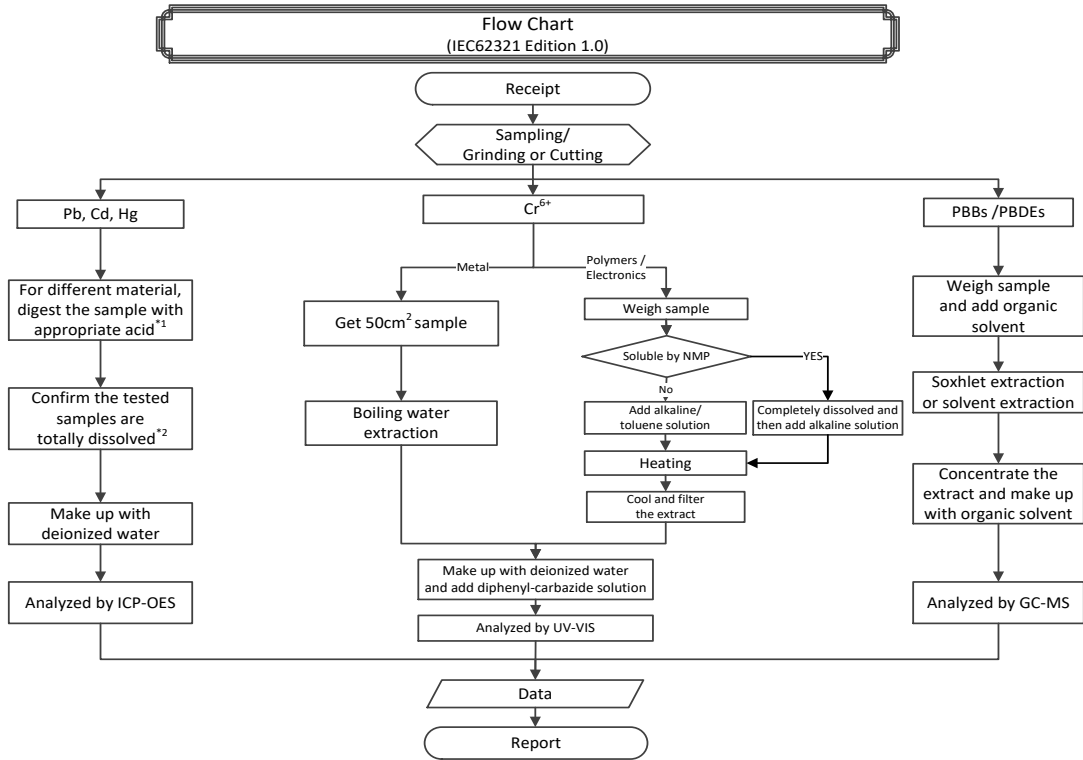 Flow Chart
(IEC62321 Edition 1.0)
Receipt
Sampling/
Grinding or Cutting
Pb, Cd, Hg
For different material,
digest the sample with
appropriate acid*1
Confirm the tested
samples are
totally dissolved*2
Make up with
deionized water
Analyzed by ICP-OES
Cr6+
Metal
Get 50cm2 sample
Boiling water
extraction
Polymers /
Electronics
Weigh sample
Soluble by NMP
YES
No
Add alkaline/
toluene solution
Completely dissolved and
then add alkaline solution
Heating
Cool and filter
the extract
Make up with deionized water
and add diphenyl-carbazide solution
Analyzed by UV-VIS
PBBs /PBDEs
Weigh sample
and add organic
solvent
Soxhlet extraction
or solvent extraction
Concentrate the
extract and make up
with organic solvent
Analyzed by GC-MS
Data
Report